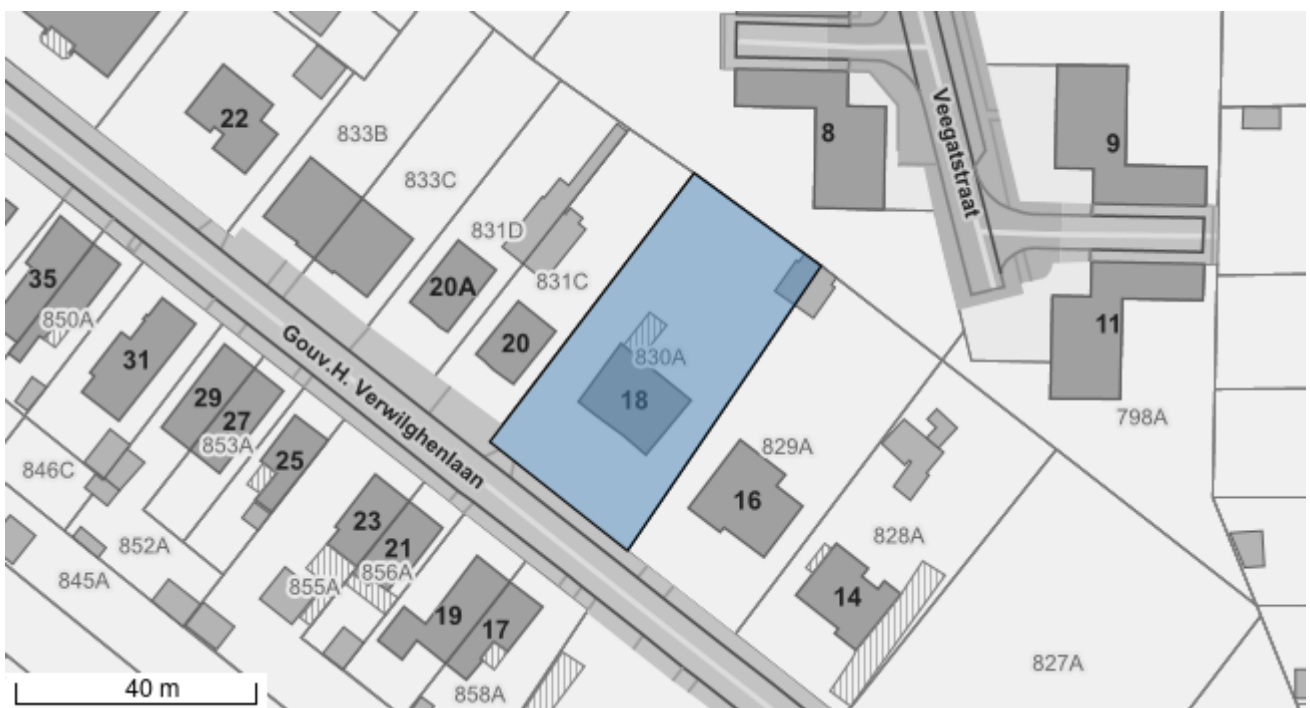 22
833B
833C
831D
831C
20A
20
830A
18
8
Veegatstraat
9
11
798A
35
850A
31
29
27
853A
25
Gouv.H. Verwilghenlaan
829A
16
846C
852A
845A
23
21
855A
856A
828A
14
19
17
858A
827A
40 m